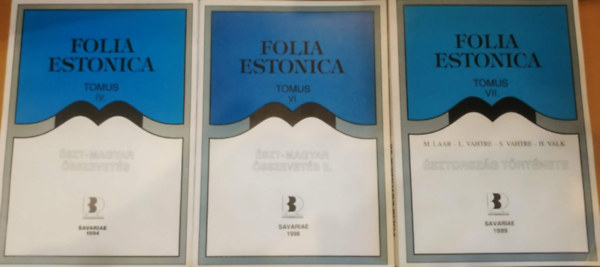 FOLIA
ESTONICA
TOMUS
IV.
ÉSZT-MAGYAR
ÖSSZEVETÉS
SAVARIAE
1994
FOLIA
ESTONICA
TOMUS
VI.
ÉSZT-MAGYAR
ÖSSZEVETÉS II.
SAVARIAE
1998
FOLIA
ESTONICA
TOMUS
VII.
M. LAAR - L. VAHTRE - S. VAHTRE - H. VALK
ÉSZTORSZÁG TÖRTÉNETE
SAVARIAE
1999